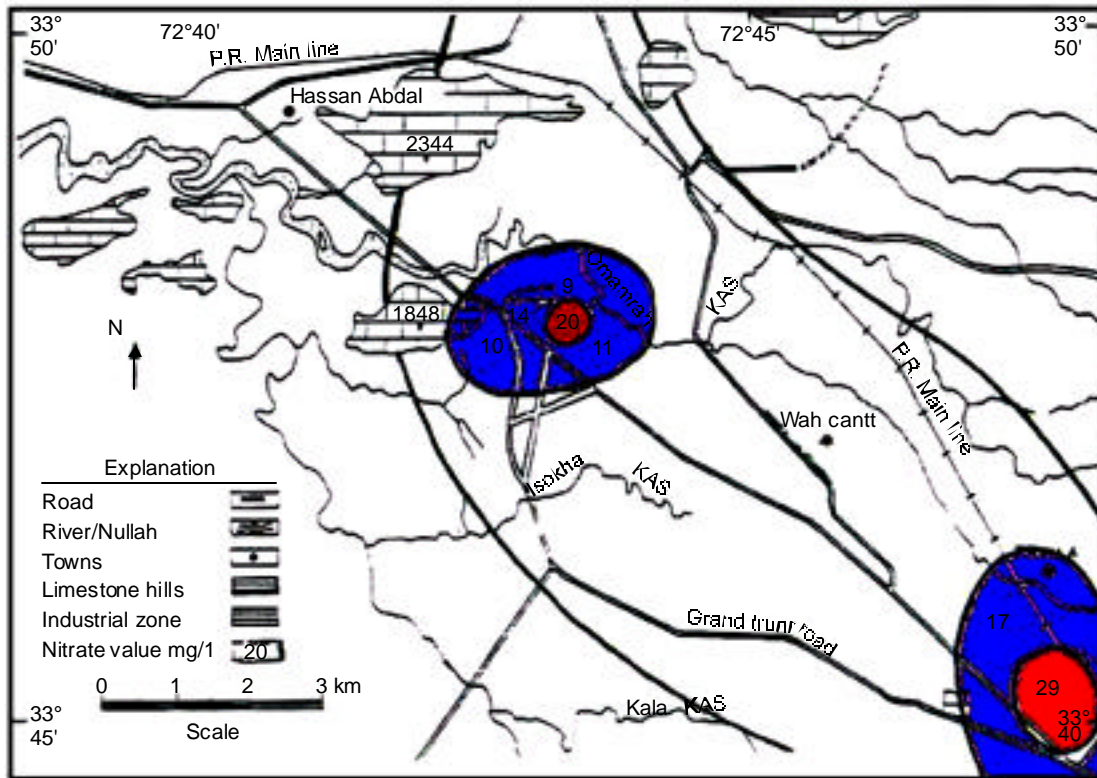 33°
50'
72°40'
72°45'
33°
50'
P.R. Main line
Hassan Abdal
2344
KAS
9
1848
14
20
10
11
N
P.R. Main line
Wah cantt
Isokha
KAS
Explanation
Road
River/Nullah
Towns
Limestone hills
Industrial zone
Nitrate value mg/1
20
0 1 2 3 km
Scale
Grand trunr road
Kala KAS
17
29
33°
40'
33°
45'